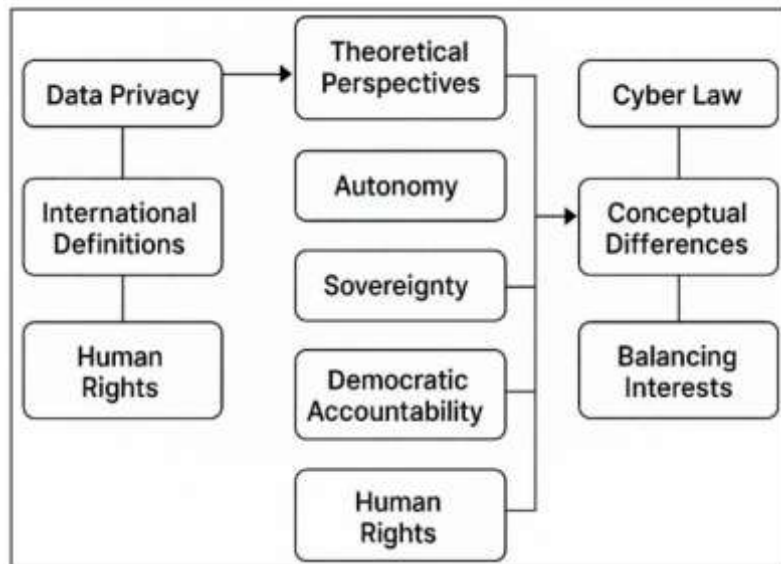 Data Privacy
International
Definitions
Human
Rights
Theoretical
Perspectives
Autonomy
Sovereignty
Democratic
Accountability
Human
Rights
Cyber Law
Conceptual
Differences
Balancing
Interests